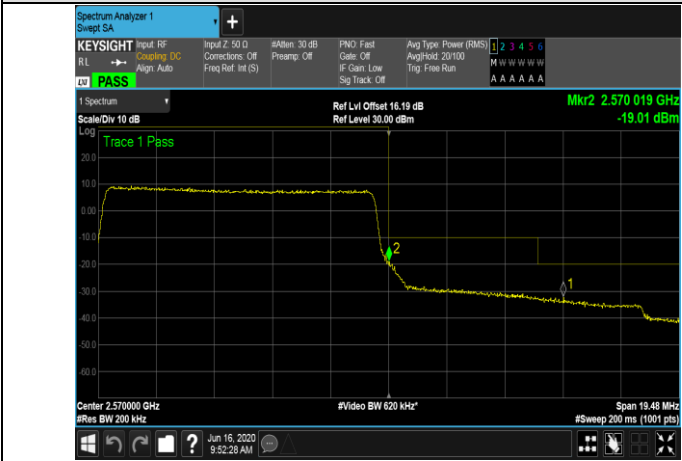 Spectrum Analyzer 1
Swept SA
+
KEYSIGHT
RL
LXI PASS
Input: RF
Coupling: DC
Align: Auto
Input Z: 50 Ω
Corrections: Off
Freq Ref: Int (S)
#Atten: 30 dB
Preamp: Off
PNO: Fast
Gate: Off
IF Gain: Low
Sig Track: Off
Avg Type: Power (RMS)
Avg|Hold: 20/100
Trig: Free Run
1 2 3 4 5 6
M W W W W W
A A A A A A
1 Spectrum
Scale/Div 10 dB
Ref Lvl Offset 16.19 dB
Ref Level 30.00 dBm
Mkr2 2.570 019 GHz
-19.01 dBm
Log
Trace 1 Pass
20.0
10.0
0.00
-10.0
-20.0
-30.0
-40.0
-50.0
-60.0
2
1
Center 2.570000 GHz
#Res BW 200 kHz
#Video BW 620 kHz*
Span 19.48 MHz
#Sweep 200 ms (1001 pts)
?
Jun 16, 2020
9:52:28 AM